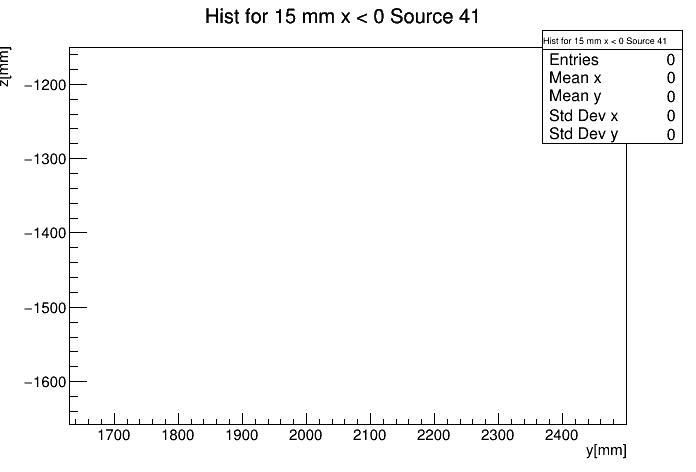 Hist for 15 mm x < 0 Source 41
z[mm]
Hist for 15 mm x < 0 Source 41
Entries 0
Mean x 0
Mean y 0
Std Dev x 0
Std Dev y 0
−1200
−1300
−1400
−1500
−1600
1700 1800 1900 2000 2100 2200 2300 2400
y[mm]